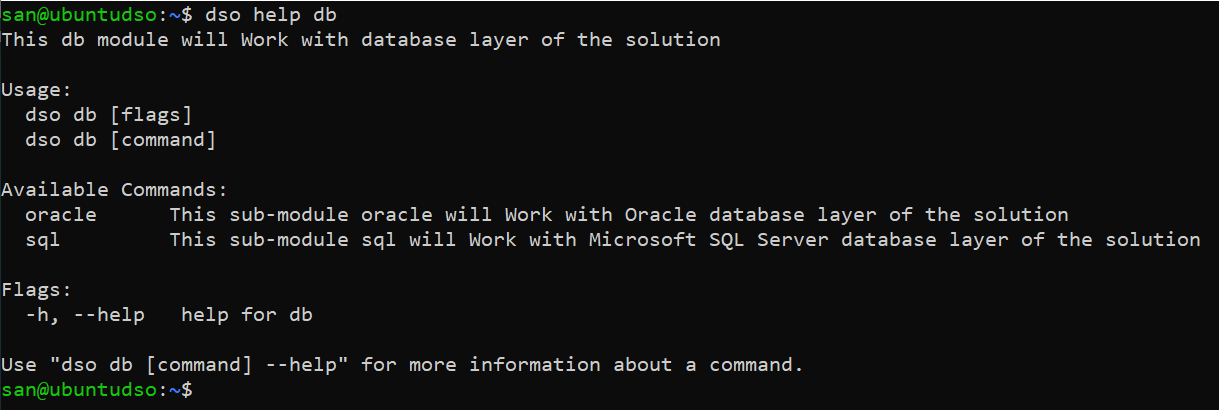 san@ubuntudso:~$ dso help db
This db module will Work with database layer of the solution
Usage:
dso db [flags]
dso db [command]
Available Commands:
oracle      This sub-module oracle will Work with Oracle database layer of the solution
sql         This sub-module sql will Work with Microsoft SQL Server database layer of the solution
Flags:
-h, --help   help for db
Use "dso db [command] --help" for more information about a command.
san@ubuntudso:~$